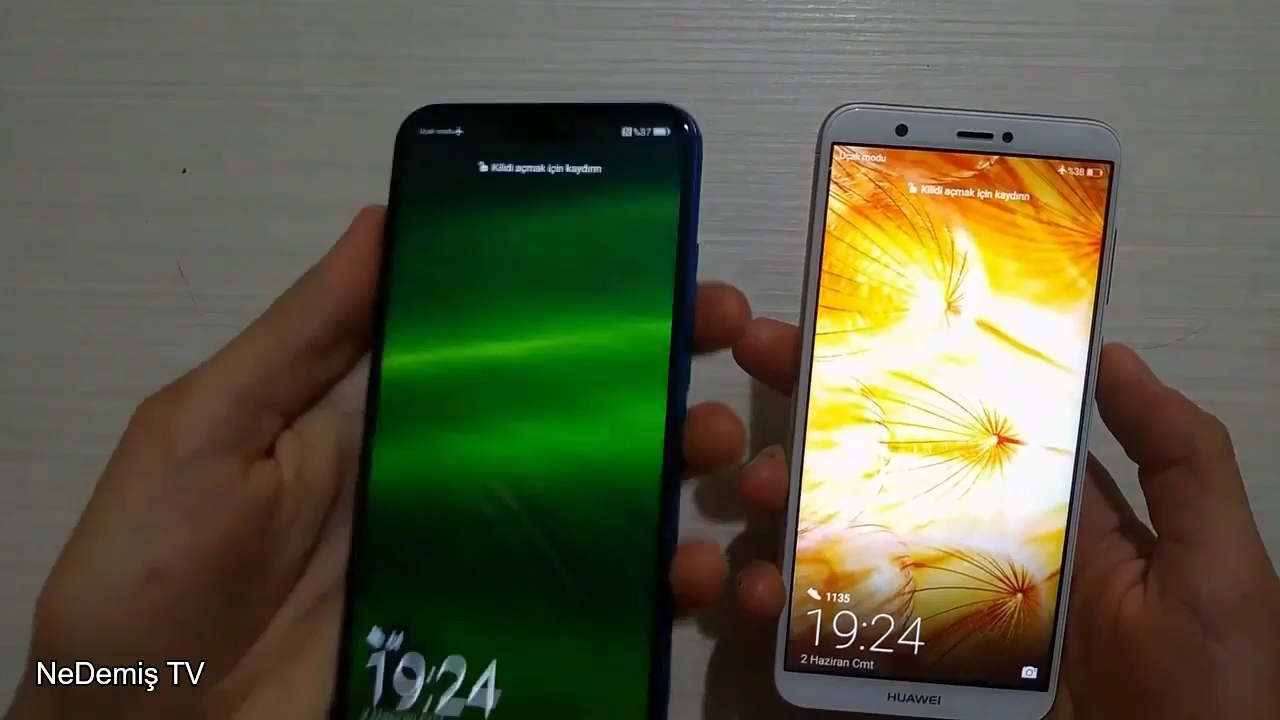 Uçak modu
%37
Kilidi açmak için kaydırın
19:24
Uçak modu
%38
Kilidi açmak için kaydırın
1135
19:24
2 Haziran Cmt
HUAWEI
NeDemiş TV